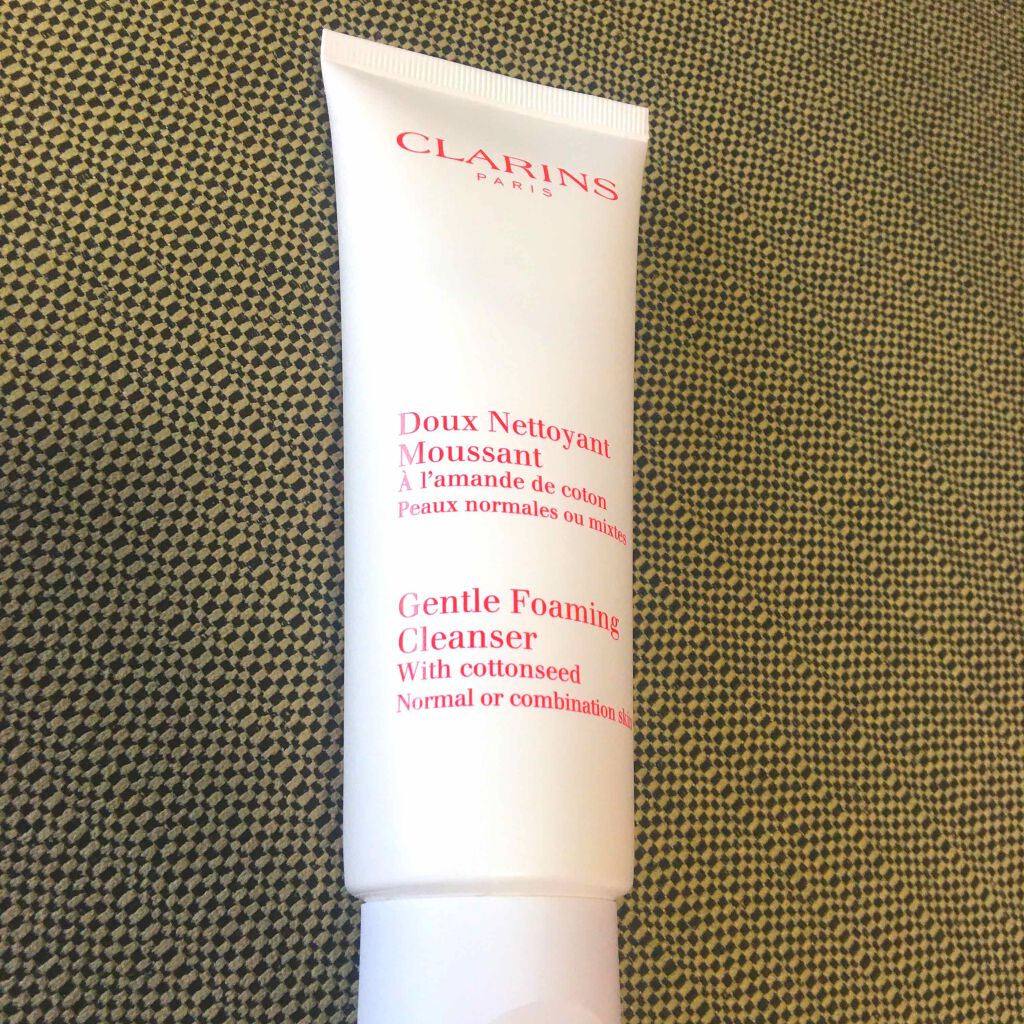 CLARINS
PARIS
Doux Nettoyant
Moussant
À l'amande de coton
Peaux normales ou mixtes
Gentle Foaming
Cleanser
With cottonseed
Normal or combination skin